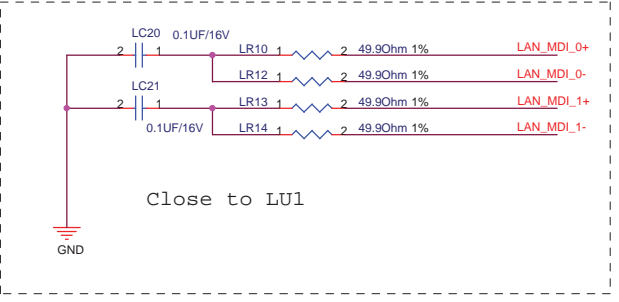 LC20 0.1UF/16V
2 1 LR10 1 2 49.9Ohm 1% LAN_MDI_0+
LR12 1 2 49.9Ohm 1% LAN_MDI_0-
LC21
2 1 LR13 1 2 49.9Ohm 1% LAN_MDI_1+
0.1UF/16V LR14 1 2 49.9Ohm 1% LAN_MDI_1-
Close to LU1
GND